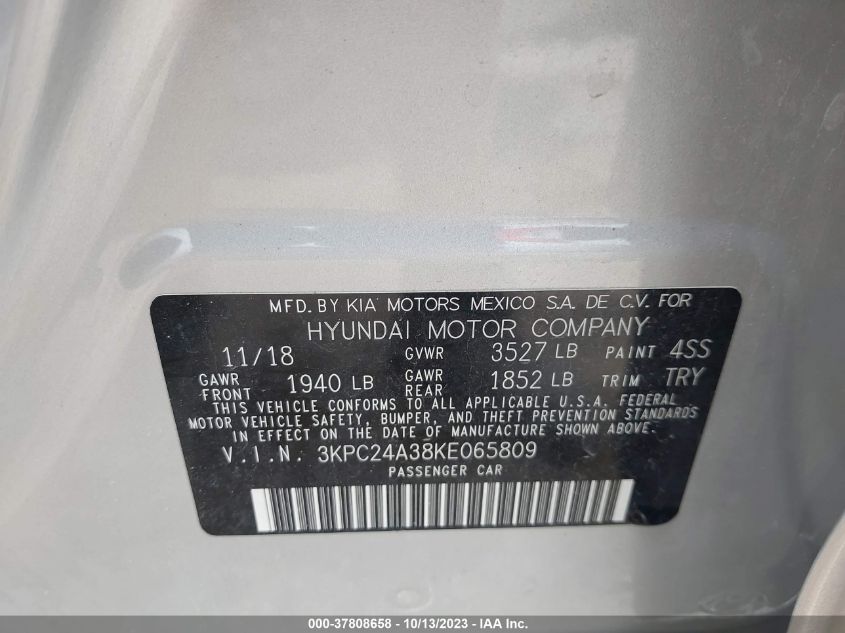 MFD. BY KIA MOTORS MEXICO S.A. DE C.V. FOR
HYUNDAI MOTOR COMPANY
11/18 GVWR 3527 LB PAINT 4SS
GAWR FRONT 1940 LB GAWR REAR 1852 LB TRIM TRY
THIS VEHICLE CONFORMS TO ALL APPLICABLE U.S.A. FEDERAL
MOTOR VEHICLE SAFETY, BUMPER, AND THEFT PREVENTION STANDARDS
IN EFFECT ON THE DATE OF MANUFACTURE SHOWN ABOVE.
V.I.N. 3KPC24A38KE065809
PASSENGER CAR
000-37808658 - 10/13/2023 - IAA Inc.